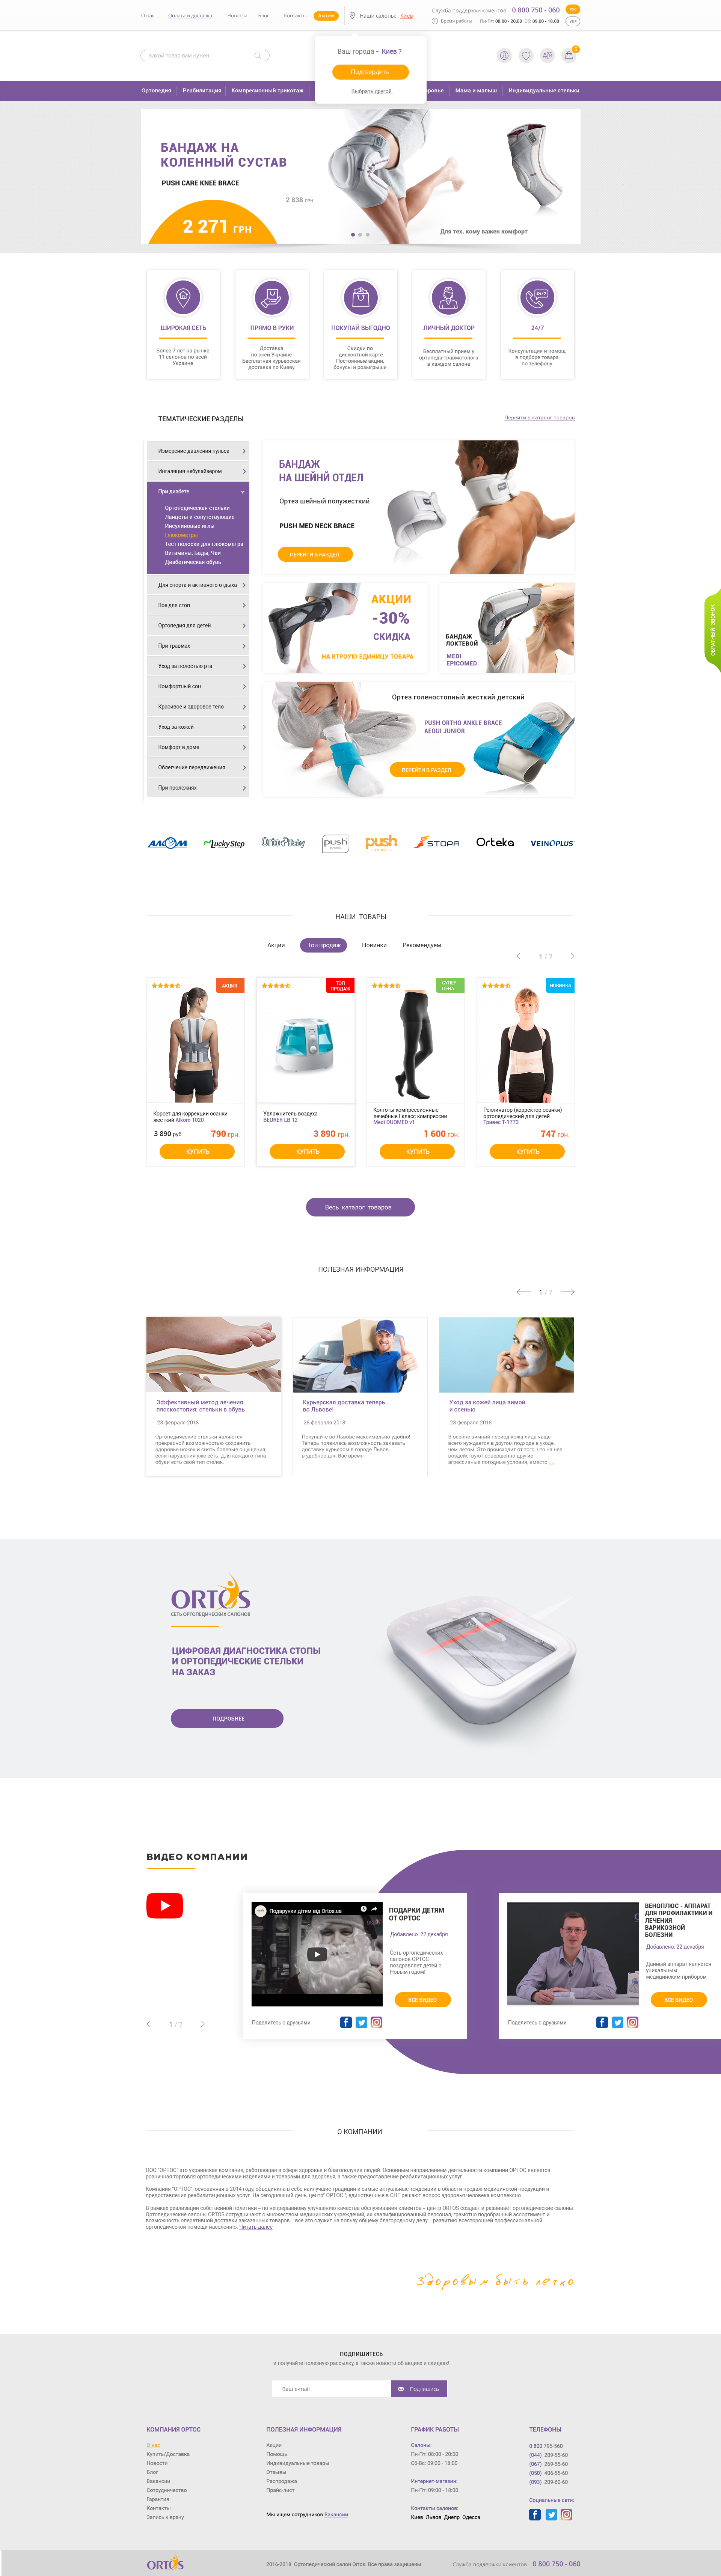 О нас
Оплата и доставка
Новости
Блог
Контакты
Акции
Наши салоны:
Киев
Служба поддержки клиентов 0 800 750 - 060
Время работы Пн-Пт: 06.00 - 20.00 Сб: 09.00 - 18.00
УКР
Какой товар вам нужен
Ваш город - Киев ?
Подтвердить
Выбрать другой
Ортопедия
Реабилитация
Компресионный трикотаж
Мама и малыш
Индивидуальные стельки
БАНДАЖ НА
КОЛЕННЫЙ СУСТАВ
PUSH CARE KNEE BRACE
2 838 грн
2 271 ГРН
Для тех, кому важен комфорт
ШИРОКАЯ СЕТЬ
Более 7 лет на рынке
11 салонов по всей
Украине
ПРЯМО В РУКИ
Доставка
по всей Украине
Бесплатная курьерская
доставка по Киеву
ПОКУПАЙ ВЫГОДНО
Скидки по
дисконтной карте
Постоянные акции,
бонусы и розыгрыши
ЛИЧНЫЙ ДОКТОР
Бесплатный прием у
ортопеда-травматолога
в каждом салоне
24/7
24/7
Консультация и помощ
в подборе товара
по телефону
ТЕМАТИЧЕСКИЕ РАЗДЕЛЫ
Перейти в каталог товаров
Измерение давления пульса
Ингаляция небулайзером
При диабете
Ортопедическая стельки
Ланцеты и сопутствующие
Инсулиновые иглы
Глюкометры
Тест полоски для глюкометра
Витамины, Бады, Чаи
Диабетическая обувь
Для спорта и активного отдыха
Все для стоп
Ортопедия для детей
При травмах
Уход за полостью рта
Комфортный сон
Красивое и здоровое тело
Уход за кожей
Комфорт в доме
Облегчение передвижения
При пролежнях
БАНДАЖ
НА ШЕЙНЙ ОТДЕЛ
Ортез шейный полужесткий
PUSH MED NECK BRACE
ПЕРЕЙТИ В РАЗДЕЛ
АКЦИИ
-30%
СКИДКА
НА ВТРОУЮ ЕДИНИЦУ ТОВАРА
БАНДАЖ
ЛОКТЕВОЙ
MEDI
EPICOMED
Ортез голеностопный жесткий детский
PUSH ORTHO ANKLE BRACE
AEQUI JUNIOR
ПЕРЕЙТИ В РАЗДЕЛ
ОБРАТНЫЙ ЗВОНОК
АЛКОМ
LuckyStep
Orto Baby
push
push
STOPA
Orteka
VEINOPLUS
НАШИ ТОВАРЫ
Акции
Топ продаж
Новинки
Рекомендуем
1 / 7
АКЦИЯ
Корсет для коррекции осанки
жесткий Alkom 1020
3 890 руб
790 грн.
КУПИТЬ
ТОП
ПРОДАЖ
Увлажнитель воздуха
BEURER LB 12
3 890 грн.
КУПИТЬ
СУПЕР
ЦЕНА
Колготы компрессионные
лечебные I класс компрессии
Medi DUOMED v1
1 600 грн.
КУПИТЬ
НОВИНКА
Реклинатор (корректор осанки)
ортопедический для детей
Тривес Т-1773
747 грн.
КУПИТЬ
Весь каталог товаров
ПОЛЕЗНАЯ ИНФОРМАЦИЯ
1 / 7
Эффективный метод лечения
плоскостопия: стельки в обувь
28 февраля 2018
Ортопедические стельки являются
прекрасной возможностью сохранить
здоровье ножек и снять болевые ощущения,
если нарушения уже есть. Для каждого типа
обуви есть свой тип стелек.
Курьерская доставка теперь
во Львове!
28 февраля 2018
Покупайте во Львове максимально удобно!
Теперь появилась возможность заказать
доставку курьером в городе Львов
в удобное для Вас время
Уход за кожей лица зимой
и осенью
28 февраля 2018
В осенне-зимний период кожа лица чаще
всего нуждается в другом подходе в уходе,
чем летом. Это происходит от того, что на нее
воздействуют совершенно другие
агрессивные погодные условия, вместо ...
ORTOS
СЕТЬ ОРТОПЕДИЧЕСКИХ САЛОНОВ
ЦИФРОВАЯ ДИАГНОСТИКА СТОПЫ
И ОРТОПЕДИЧЕСКИЕ СТЕЛЬКИ
НА ЗАКАЗ
ПОДРОБНЕЕ
ВИДЕО КОМПАНИИ
1 / 7
Подарунки дітям від Ortos.ua
ПОДАРКИ ДЕТЯМ
ОТ ОРТОС
Добавлено: 22 декабря
Сеть ортопедических
салонов ОРТОС
поздравляет детей с
Новым годом!
ВСЕ ВИДЕО
Поделитесь с друзьями
ВЕНОПЛЮС - АППАРАТ
ДЛЯ ПРОФИЛАКТИКИ И
ЛЕЧЕНИЯ
ВАРИКОЗНОЙ
БОЛЕЗНИ
Добавлено: 22 декабря
Данный аппарат является
уникальным
медицинским прибором
ВСЕ ВИДЕО
Поделитесь с друзьями
О КОМПАНИИ
ООО "ОРТОС" это украинская компания, работающая в сфере здоровья и благополучия людей. Основным направлением деятельности компании ОРТОС является
розничная торговля ортопедическими изделиями и товарами для здоровья, а также предоставление реабилитационных услуг.
Компания "ОРТОС", основанная в 2014 году, объединила в себе наилучшие традиции и самые актуальные тенденции в области продаж медицинской продукции и
предоставления реабилитационных услуг. На сегодняшний день, центр" ОРТОС ", единственные в СНГ решают вопрос здоровья человека комплексно.
В рамках реализации собственной политики – по непрерывному улучшению качества обслуживания клиентов – центр ORTOS создает и развивает ортопедические салоны
Ортопедические салоны ORTOS сотрудничают с множеством медицинских учреждений, их квалифицированный персонал, грамотно подобранный ассортимент и
возможность оперативной доставки заказанных товаров – все это служит на пользу общему благородному делу – развитию всесторонней профессиональной
ортопедической помощи населению. Читать далее
Здоровым быть легко
ПОДПИШИТЕСЬ
и получайте полезную рассылку, а также новости об акциях и скидках!
Ваш e-mail
Подпишись
КОМПАНИЯ ОРТОС
О нас
Купить/Доставка
Новости
Блог
Вакансии
Сотрудничество
Гарантия
Контакты
Запись к врачу
ПОЛЕЗНАЯ ИНФОРМАЦИЯ
Акции
Помощь
Индивидуальные товары
Отзывы
Распродажа
Прайс-лист
Мы ищем сотрудников Вакансии
ГРАФИК РАБОТЫ
Салоны:
Пн-Пт: 08:00 - 20:00
Сб-Вс: 09:00 - 18:00
Интернет-магазин:
Пн-Пт: 09:00 - 18:00
Контакты салонов:
Киев Львов Днепр Одесса
ТЕЛЕФОНЫ
0 800 795-560
(044) 209-55-60
(067) 269-55-60
(050) 406-55-60
(093) 209-60-60
Социальные сети:
ORTOS
2016-2018 Ортопедический салон Ortos. Все права защищены
Служба поддержки клиентов 0 800 750 - 060